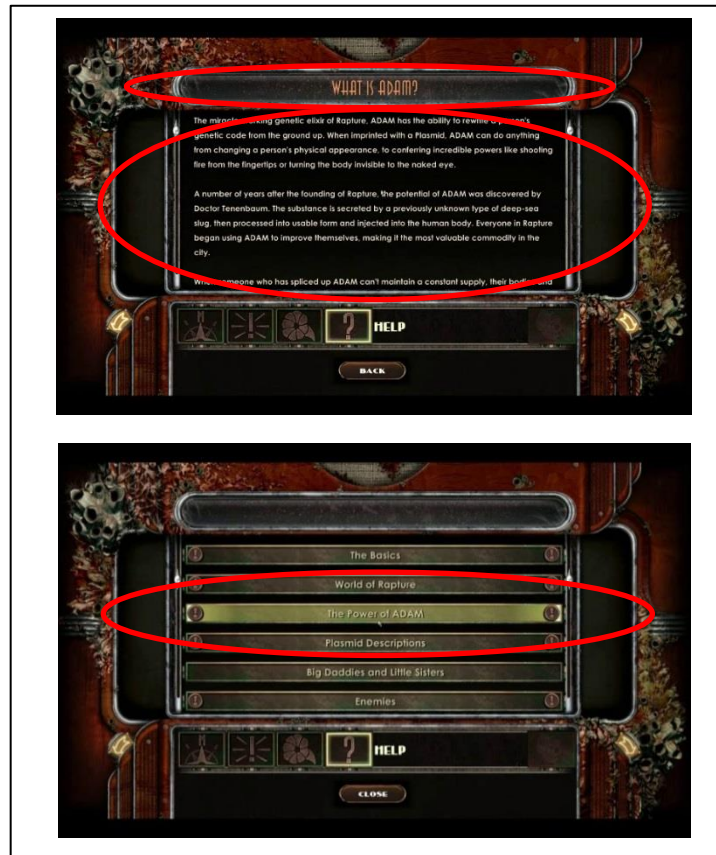 WHAT IS ADAM?
The miracle working genetic elixir of Rapture, ADAM has the ability to rewrite a person's
genetic code from the ground up. When imprinted with a Plasmid, ADAM can do anything
from changing a person's physical appearance, to conferring incredible powers like shooting
fire from the fingertips or turning the body invisible to the naked eye.
A number of years after the founding of Rapture, the potential of ADAM was discovered by
Doctor Tenenbaum. The substance is secreted by a previously unknown type of deep-sea
slug, then processed into usable form and injected into the human body. Everyone in Rapture
began using ADAM to improve themselves, making it the most valuable commodity in the
city.
When someone who has spliced up ADAM can't maintain a constant supply, their bodies and
? HELP
BACK
The Basics
World of Rapture
The Power of ADAM
Plasmid Descriptions
Big Daddies and Little Sisters
Enemies
? HELP
CLOSE